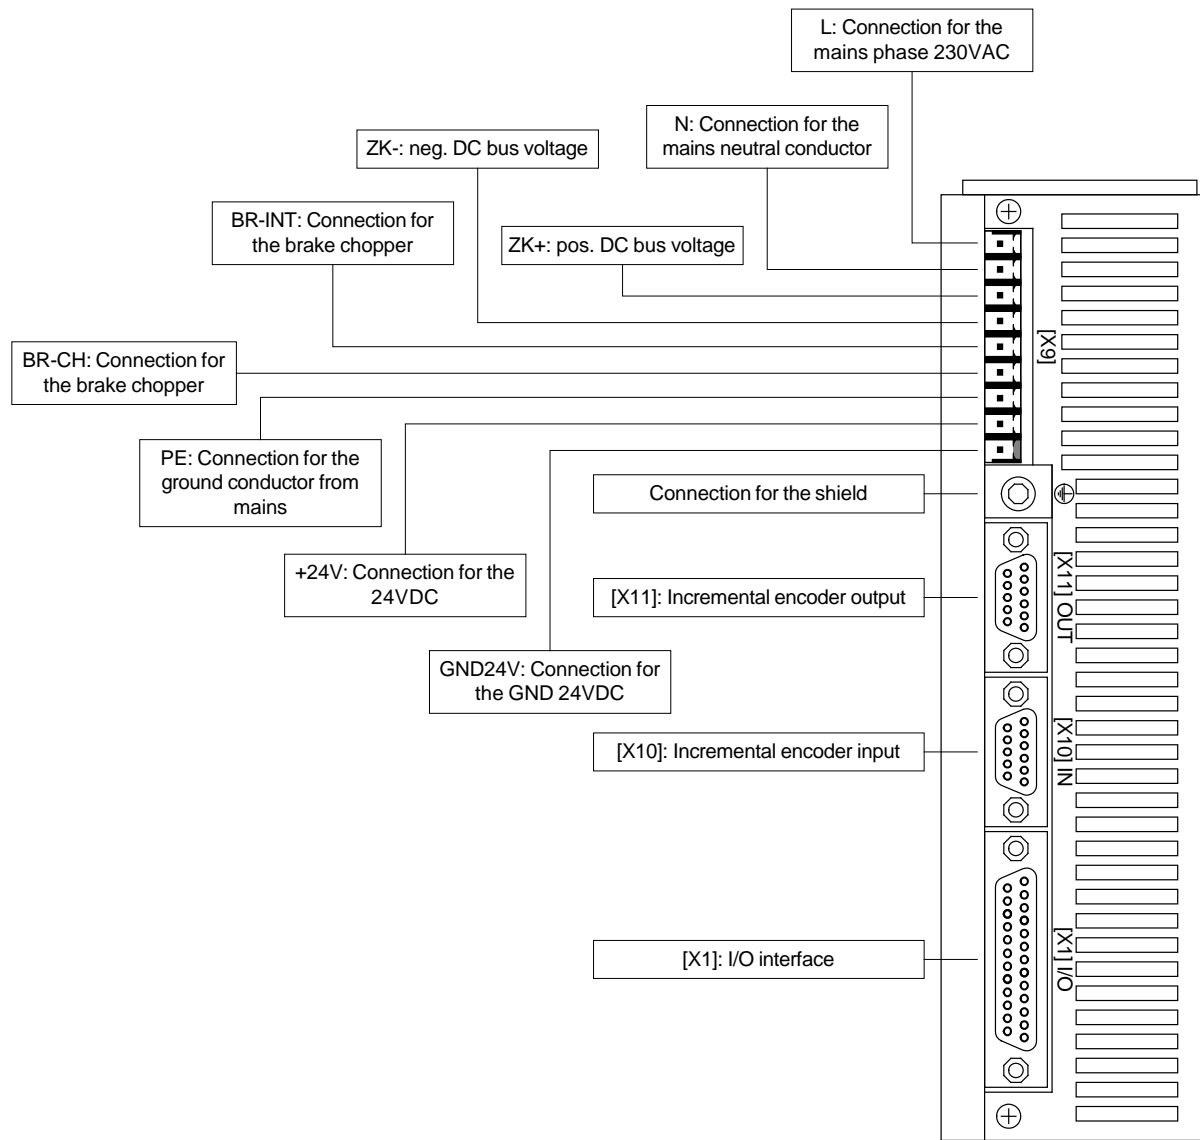 L: Connection for the
mains phase 230VAC
N: Connection for the
mains neutral conductor
ZK-: neg. DC bus voltage
BR-INT: Connection for
the brake chopper
ZK+: pos. DC bus voltage
[X9]
BR-CH: Connection for
the brake chopper
PE: Connection for the
ground conductor from
mains
Connection for the shield
+24V: Connection for the
24VDC
[X11]: Incremental encoder output
[X11] OUT
GND24V: Connection for
the GND 24VDC
[X10]: Incremental encoder input
[X10] IN
[X1]: I/O interface
[X1] I/O